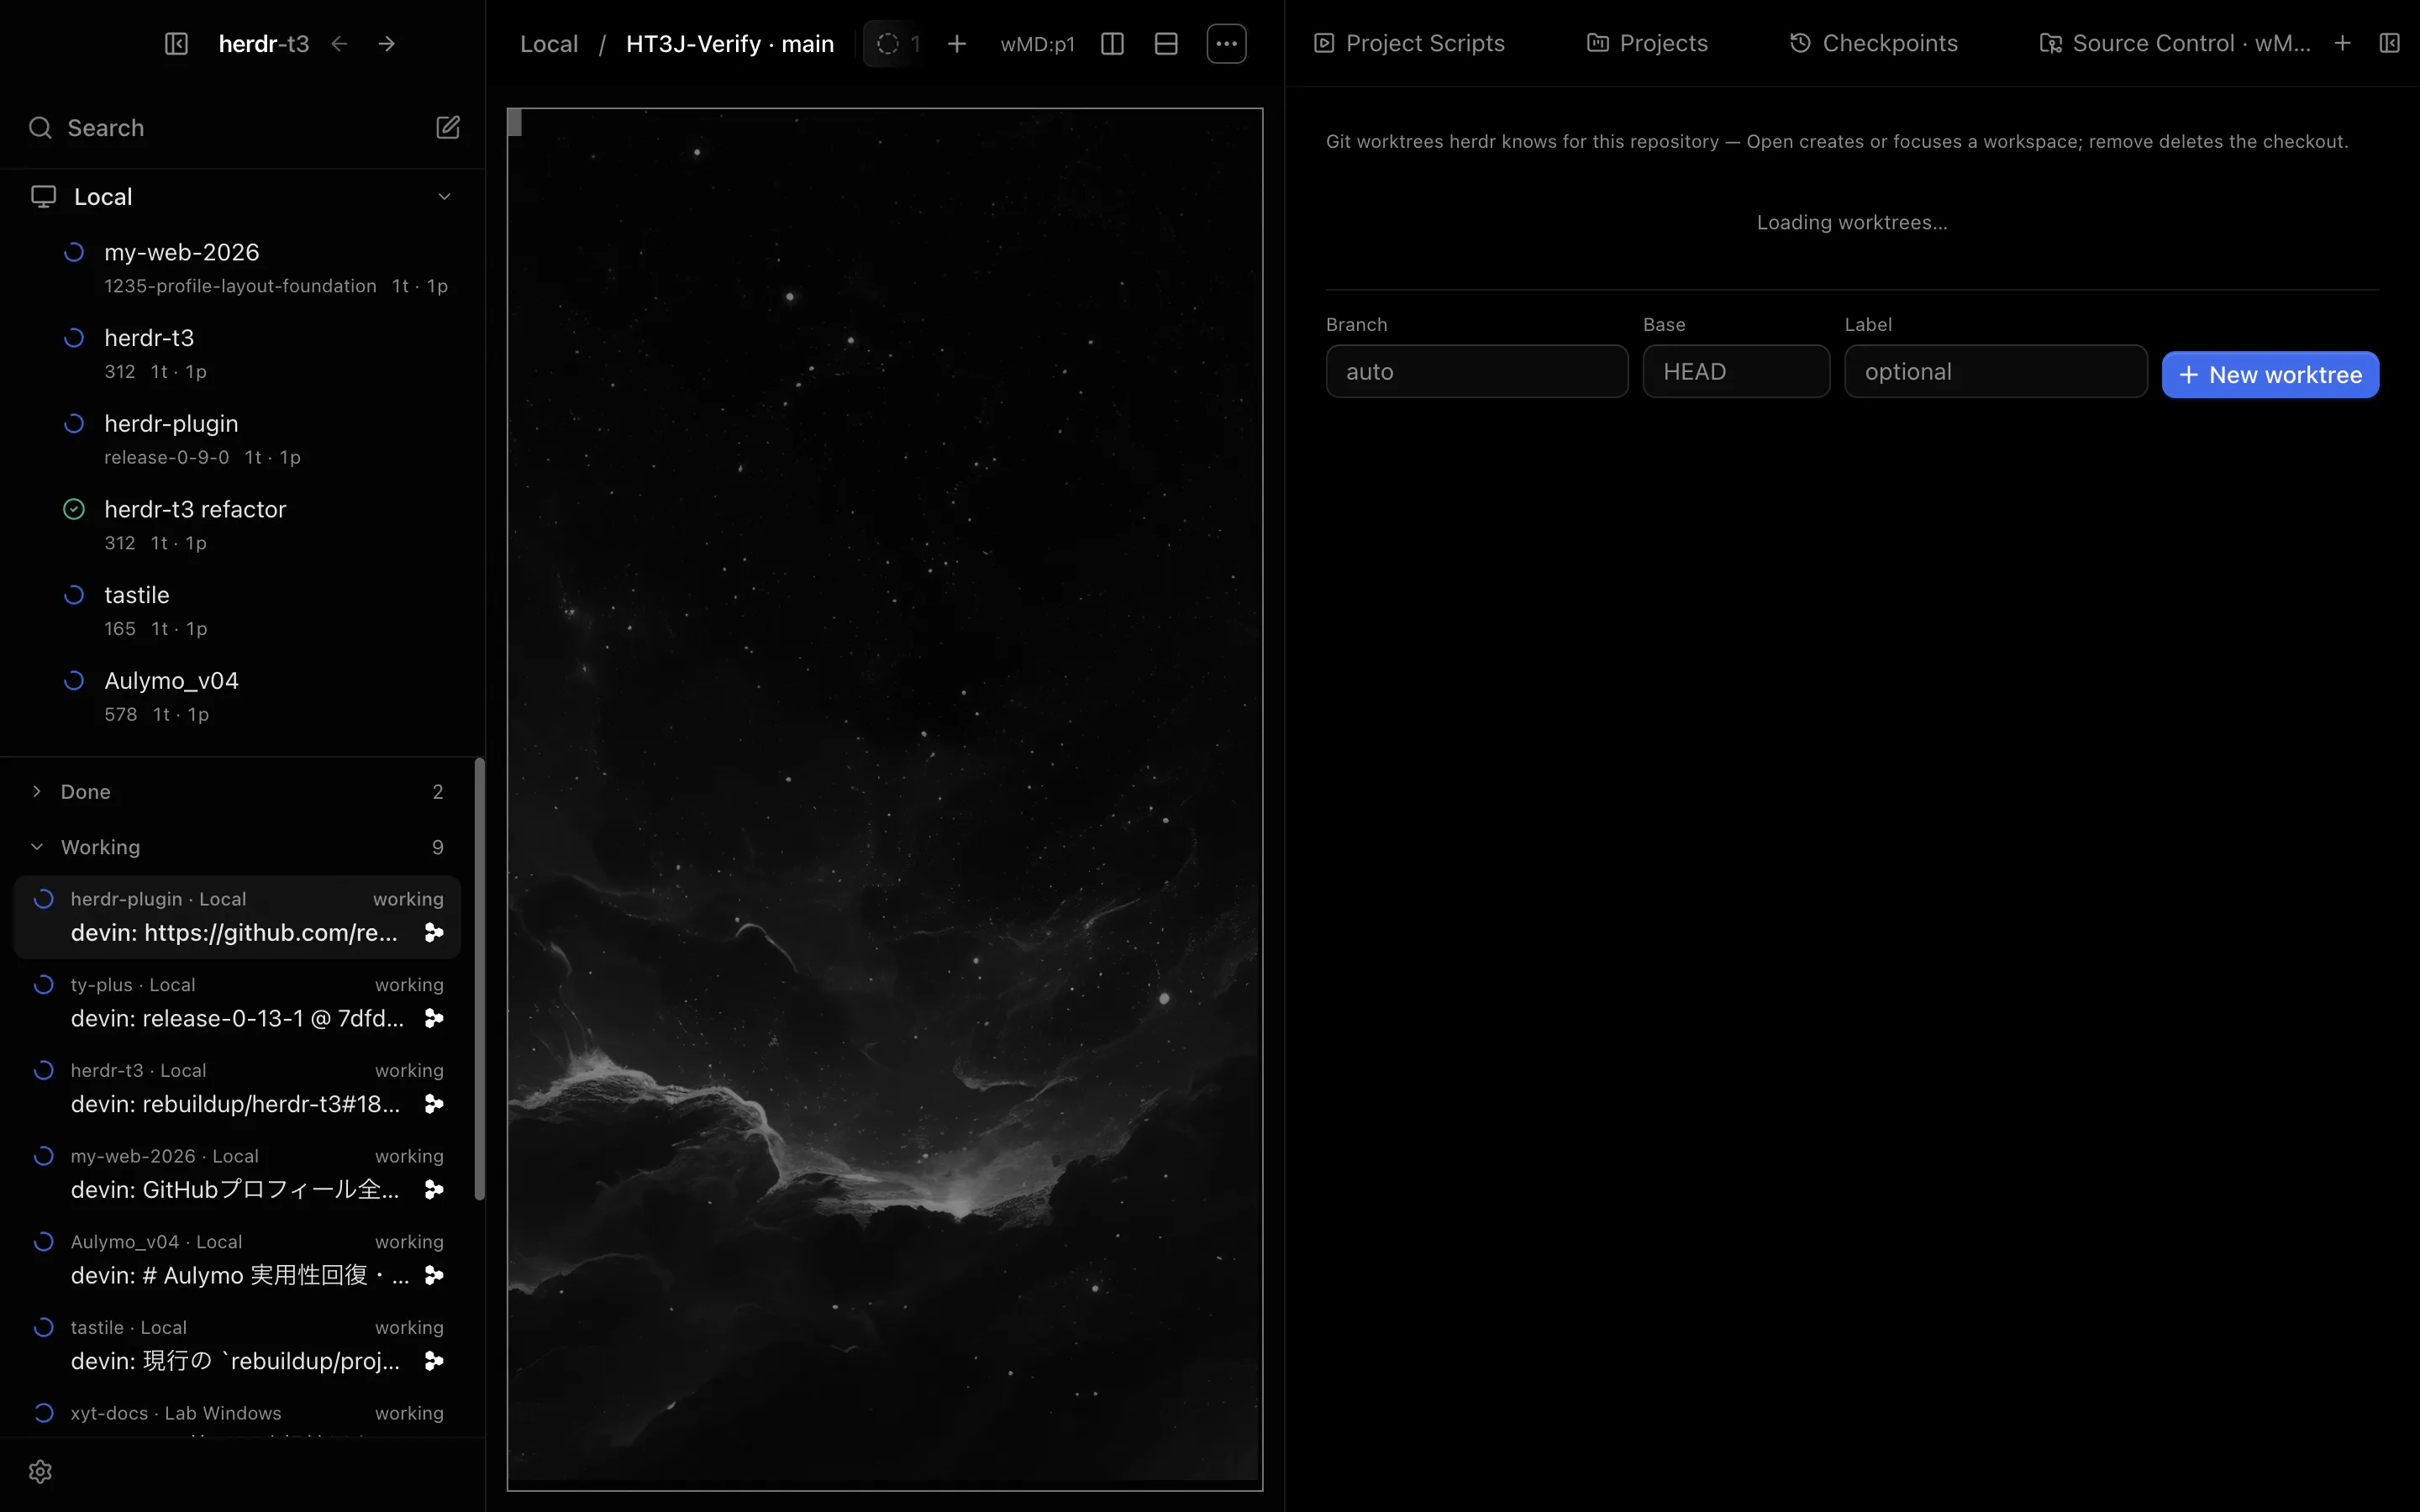 herdr-t3
Search
Local
my-web-2026
1235-profile-layout-foundation 1t · 1p
herdr-t3
312 1t · 1p
herdr-plugin
release-0-9-0 1t · 1p
herdr-t3 refactor
312 1t · 1p
tastile
165 1t · 1p
Aulymo_v04
578 1t · 1p
Done 2
Working 9
herdr-plugin · Local working
devin: https://github.com/re...
ty-plus · Local working
devin: release-0-13-1 @ 7dfd...
herdr-t3 · Local working
devin: rebuildup/herdr-t3#18...
my-web-2026 · Local working
devin: GitHubプロフィール全...
Aulymo_v04 · Local working
devin: # Aulymo 実用性回復・...
tastile · Local working
devin: 現行の `rebuildup/proj...
xyt-docs · Lab Windows working
Local / HT3J-Verify · main 1 wMD:p1
Project Scripts Projects Checkpoints Source Control · wM...
Git worktrees herdr knows for this repository — Open creates or focuses a workspace; remove deletes the checkout.
Loading worktrees...
Branch Base Label
auto HEAD optional + New worktree